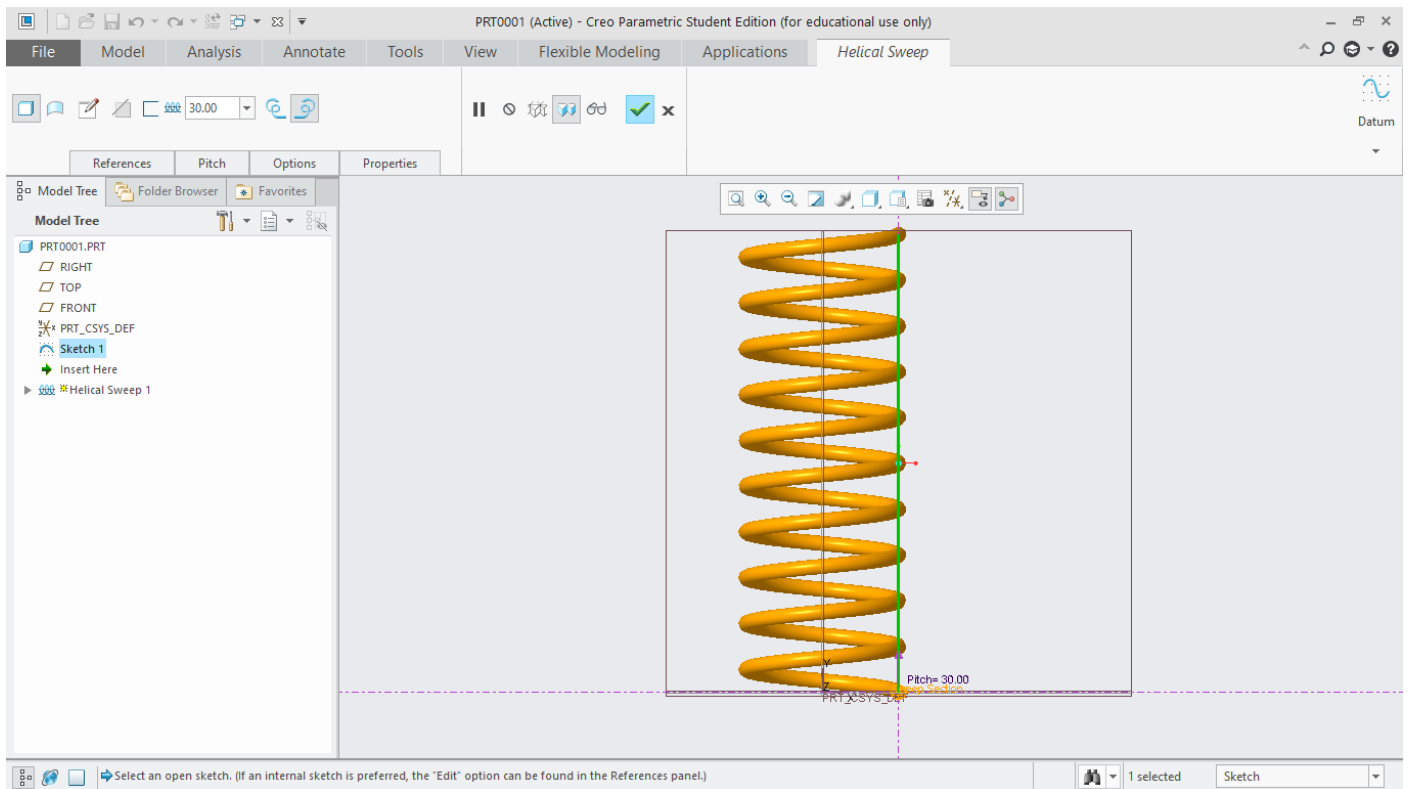 PRT0001 (Active) - Creo Parametric Student Edition (for educational use only)
File Model Analysis Annotate Tools View Flexible Modeling Applications Helical Sweep
30.00
Datum
References Pitch Options Properties
Model Tree Folder Browser Favorites
Model Tree
PRT0001.PRT
RIGHT
TOP
FRONT
PRT_CSYS_DEF
Sketch 1
Insert Here
Helical Sweep 1
Y
Pitch= 30.00
Z
Sweep Section
PRT_CSYS_DEF
X
Select an open sketch. (If an internal sketch is preferred, the "Edit" option can be found in the References panel.)
1 selected
Sketch